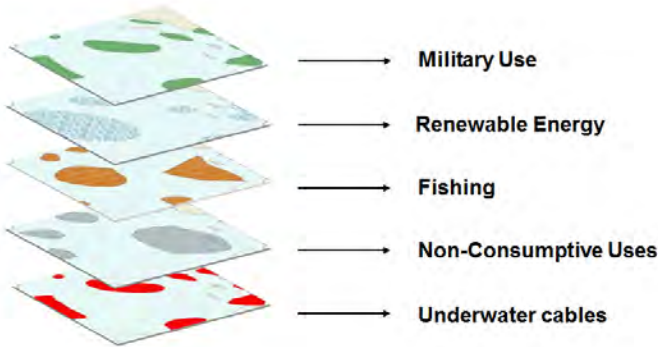 Military Use
Renewable Energy
Fishing
Non-Consumptive Uses
Underwater cables